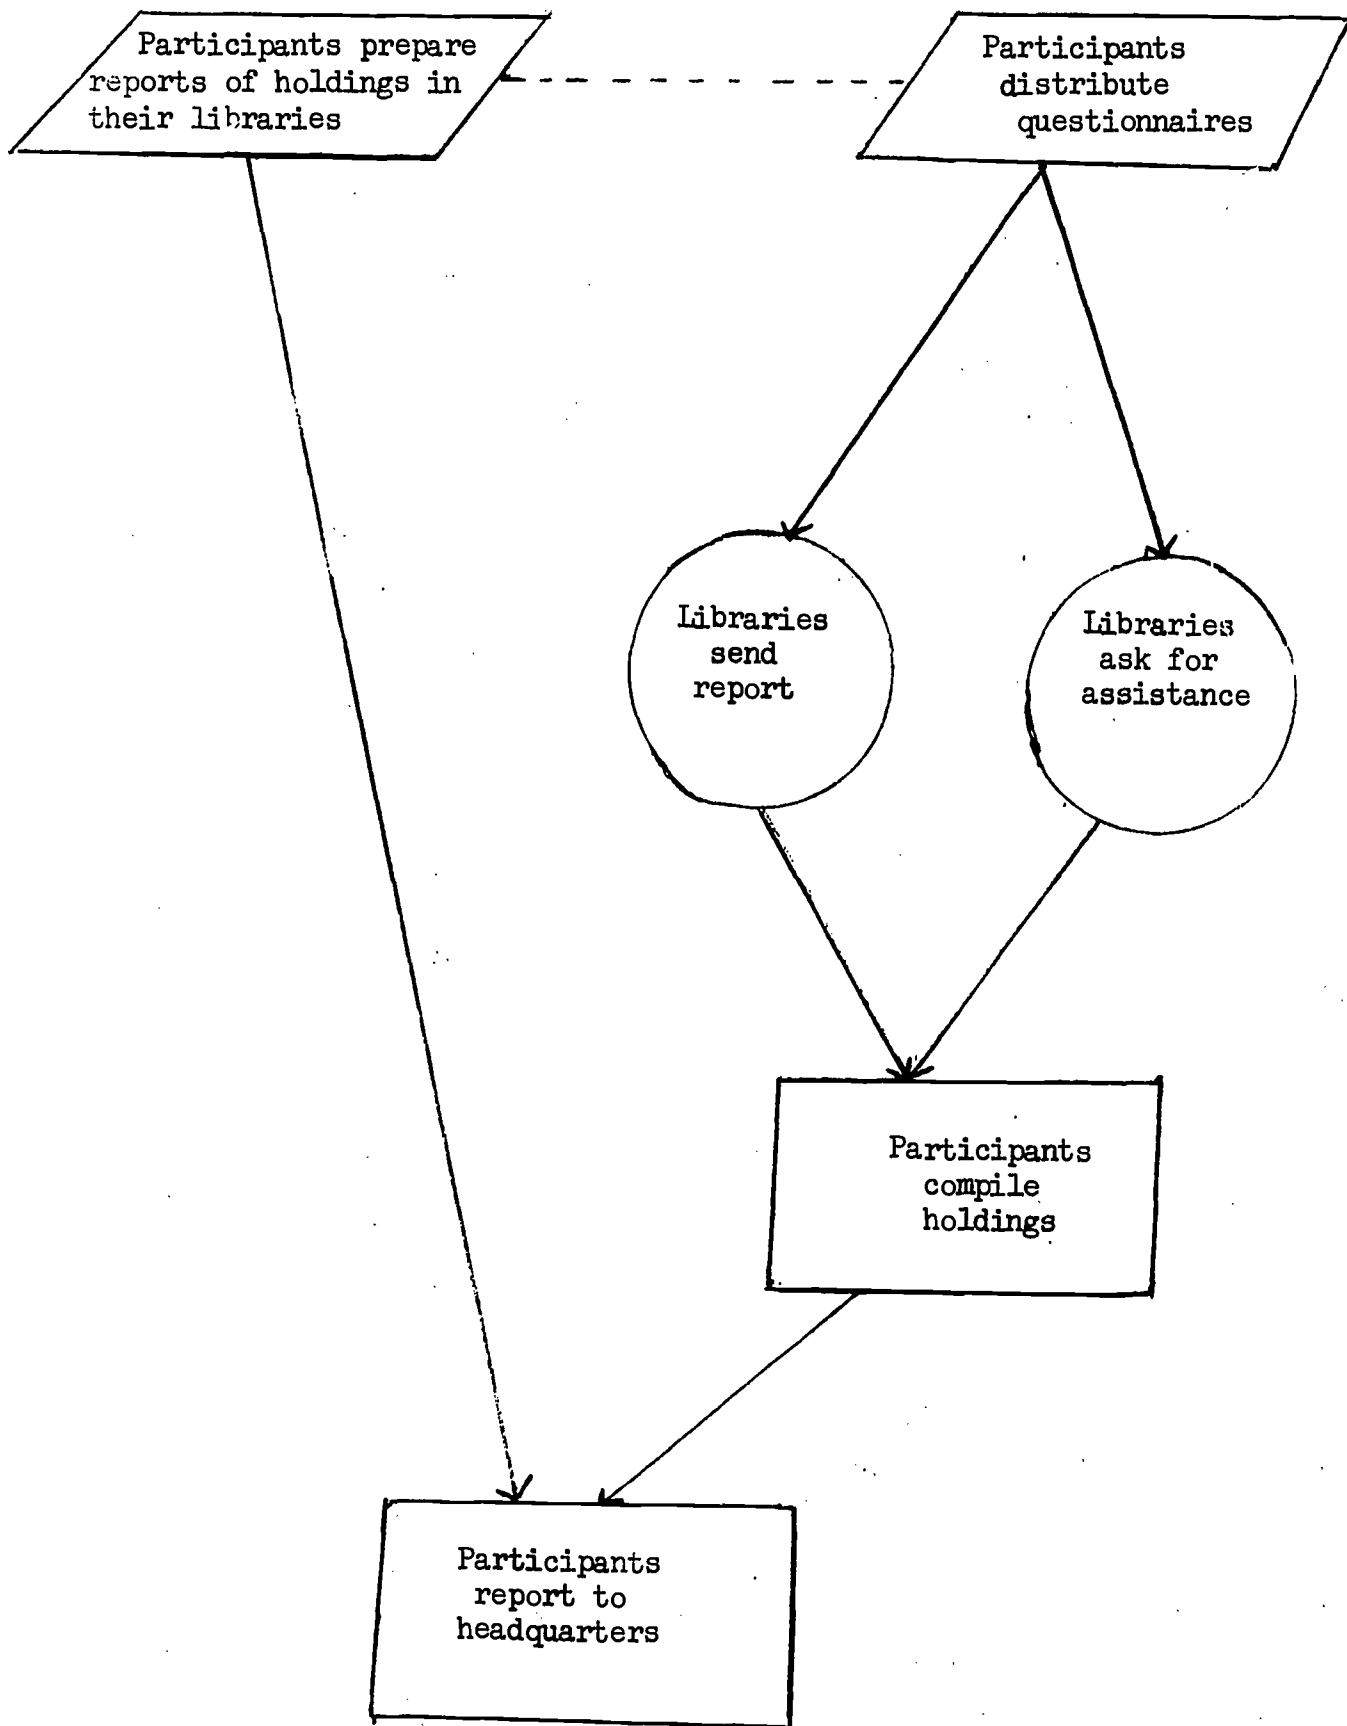 Participants prepare
reports of holdings in
their libraries
Participants
distribute
questionnaires
Libraries
send
report
Libraries
ask for
assistance
Participants
compile
holdings
Participants
report to
headquarters